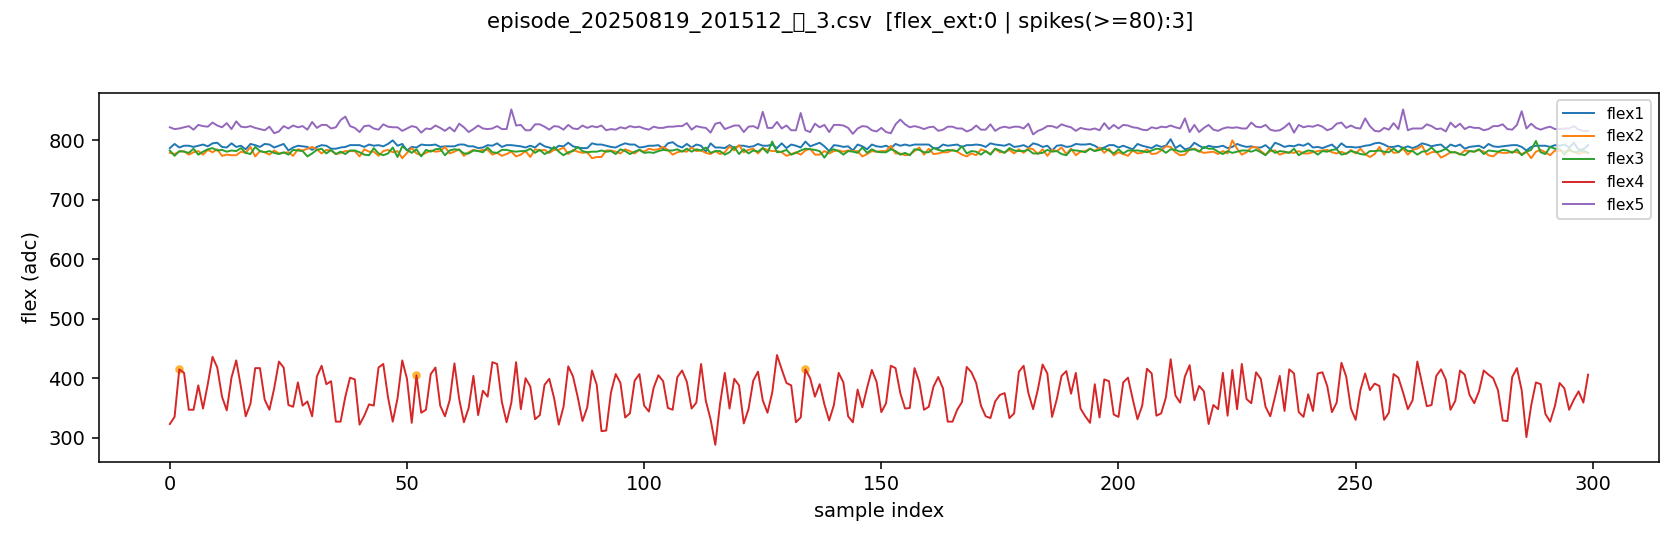 episode_20250819_201512_▯_3.csv [flex_ext:0 | spikes(>=80):3]
flex1
flex2
flex3
flex4
flex5
flex (adc)
800
700
600
500
400
300
0
50
100
150
200
250
300
sample index